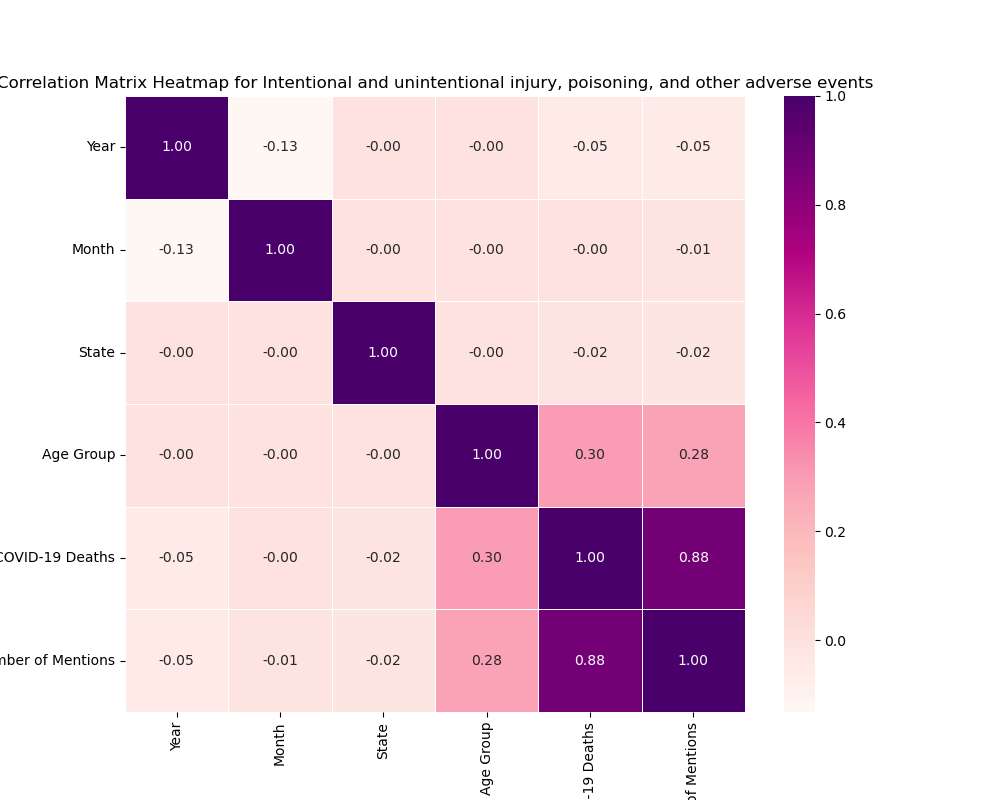 Correlation Matrix Heatmap for Intentional and unintentional injury, poisoning, and other adverse events
1.0
Year 1.00 -0.13 -0.00 -0.00 -0.05 -0.05
0.8
Month -0.13 1.00 -0.00 -0.00 -0.00 -0.01
0.6
State -0.00 -0.00 1.00 -0.00 -0.02 -0.02
0.4
Age Group -0.00 -0.00 -0.00 1.00 0.30 0.28
0.2
COVID-19 Deaths -0.05 -0.00 -0.02 0.30 1.00 0.88
0.0
mber of Mentions -0.05 -0.01 -0.02 0.28 0.88 1.00
Year
Month
State
Age Group
-19 Deaths
of Mentions